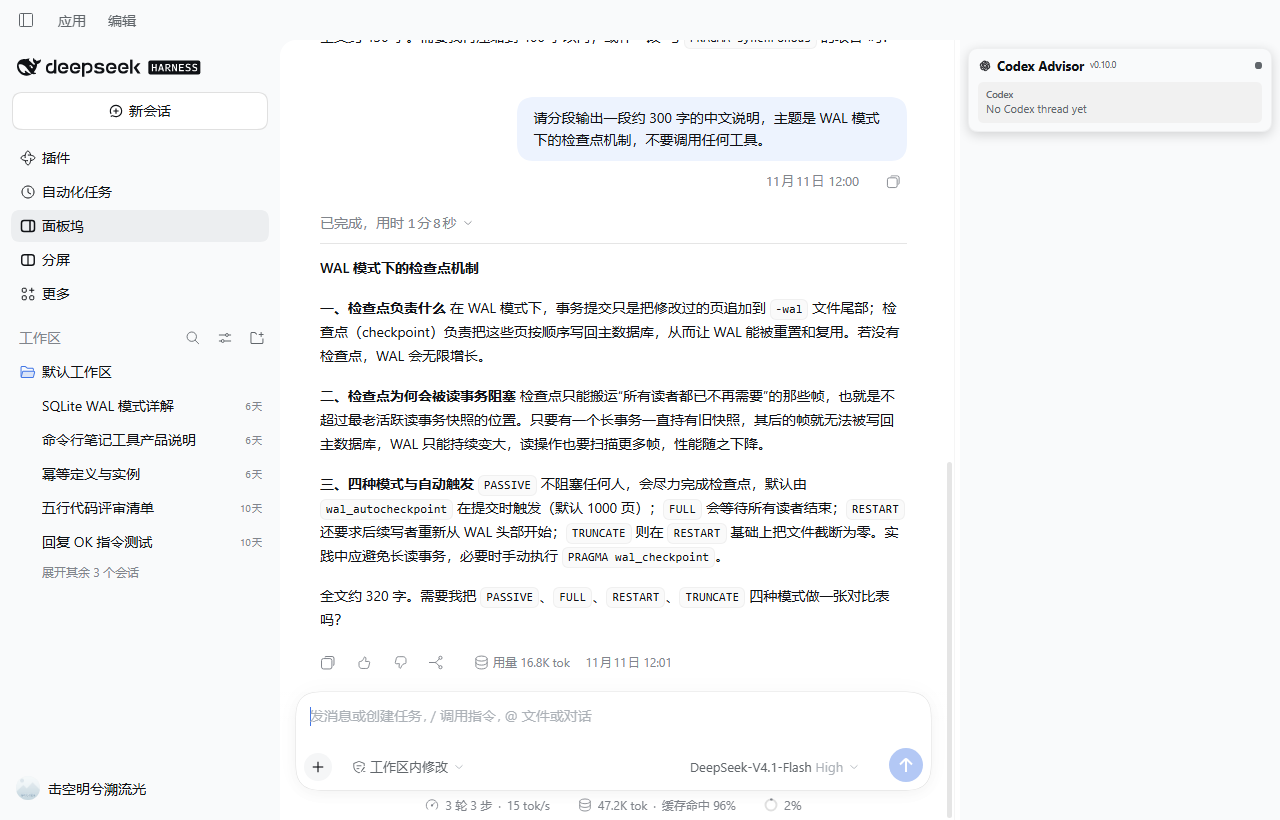 应用
编辑
deepseek HARNESS
新会话
插件
自动化任务
面板坞
分屏
更多
工作区
默认工作区
SQLite WAL 模式详解 6天
命令行笔记工具产品说明 6天
幂等定义与实例 6天
五行代码评审清单 10天
回复 OK 指令测试 10天
展开其余 3 个会话
击空明兮溯流光
请分段输出一段约 300 字的中文说明，主题是 WAL 模式
下的检查点机制，不要调用任何工具。
11月11日 12:00
已完成，用时 1分8秒
WAL 模式下的检查点机制
一、检查点负责什么 在 WAL 模式下，事务提交只是把修改过的页追加到 -wal 文件尾部；检
查点（checkpoint）负责把这些页按顺序写回主数据库，从而让 WAL 能被重置和复用。若没有
检查点，WAL 会无限增长。
二、检查点为何会被读事务阻塞 检查点只能搬运“所有读者都已不再需要”的那些帧，也就是不
超过最老活跃读事务快照的位置。只要有一个长事务一直持有旧快照，其后的帧就无法被写回
主数据库，WAL 只能持续变大，读操作也要扫描更多帧，性能随之下降。
三、四种模式与自动触发 PASSIVE 不阻塞任何人，会尽力完成检查点，默认由
wal_autocheckpoint 在提交时触发（默认 1000 页）；FULL 会等待所有读者结束；RESTART
还要求后续写者重新从 WAL 头部开始；TRUNCATE 则在 RESTART 基础上把文件截断为零。实
践中应避免长读事务，必要时手动执行 PRAGMA wal_checkpoint 。
全文约 320 字。需要我把 PASSIVE 、 FULL 、 RESTART 、 TRUNCATE 四种模式做一张对比表
吗？
用量 16.8K tok 11月11日 12:01
发消息或创建任务, / 调用指令, @ 文件或对话
工作区内修改
DeepSeek-V4.1-Flash High
3 轮 3 步 · 15 tok/s 47.2K tok · 缓存命中 96% 2%
Codex Advisor v0.10.0
Codex
No Codex thread yet